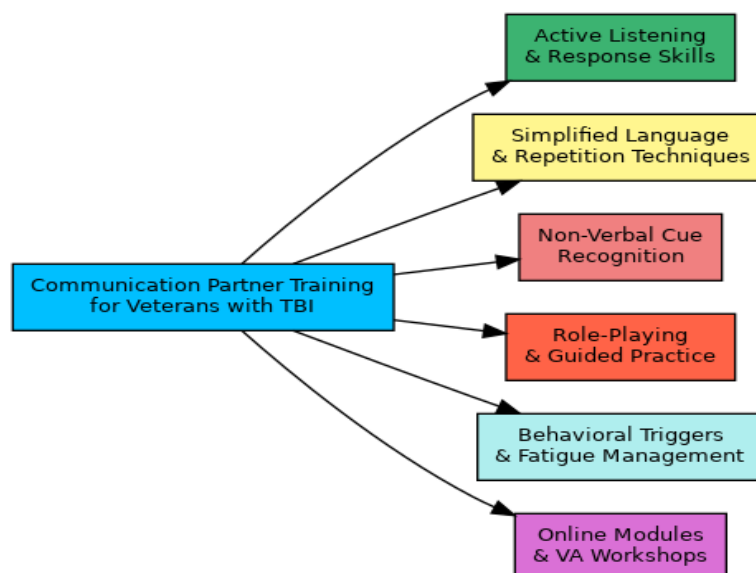 Active Listening
& Response Skills
Simplified Language
& Repetition Techniques
Non-Verbal Cue
Recognition
Communication Partner Training
for Veterans with TBI
Role-Playing
& Guided Practice
Behavioral Triggers
& Fatigue Management
Online Modules
& VA Workshops